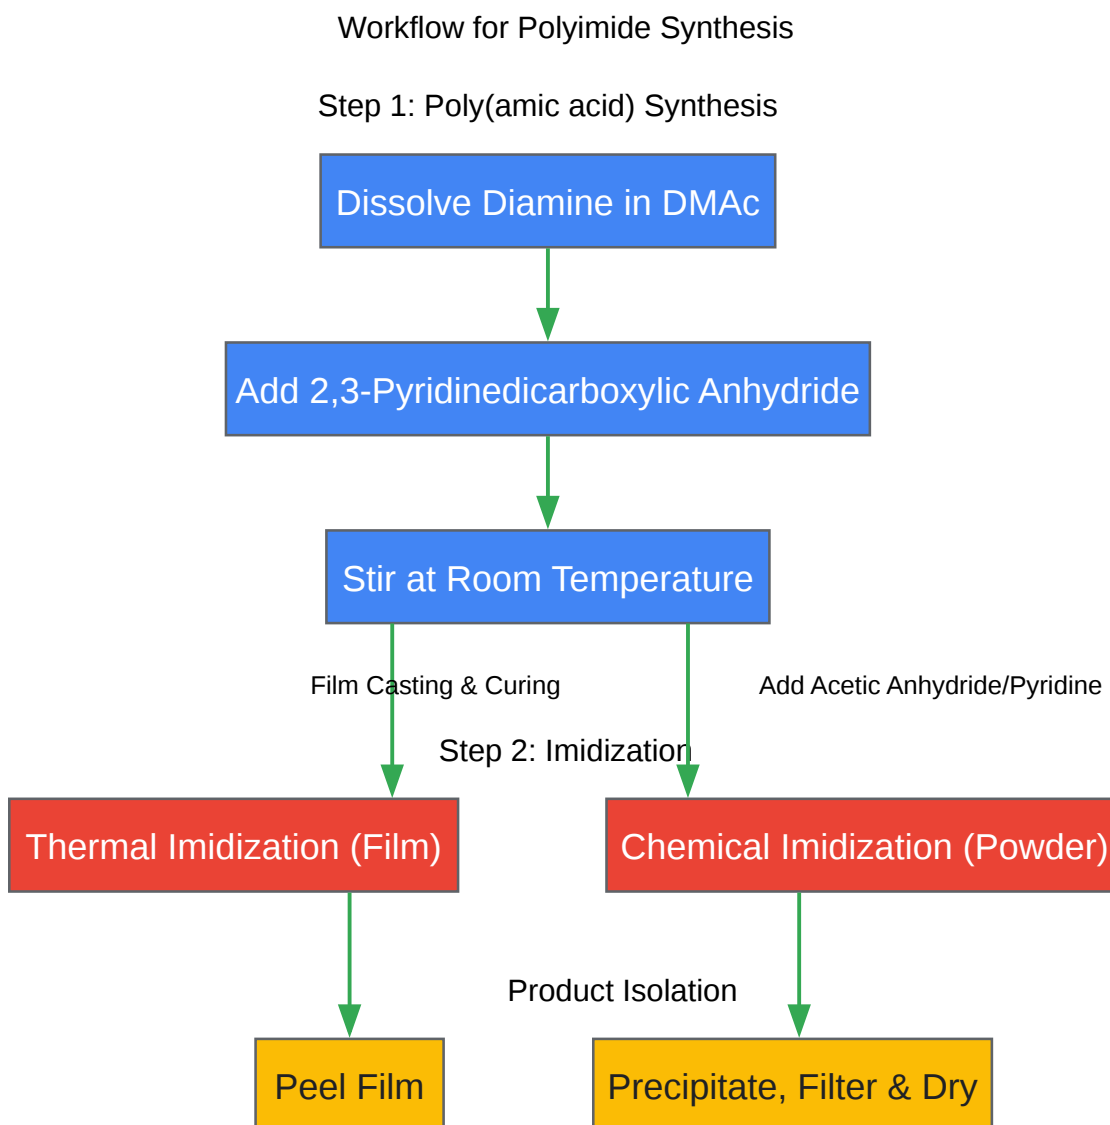 Workflow for Polyimide Synthesis
Step 1: Poly(amic acid) Synthesis
Dissolve Diamine in DMAc
Add 2,3-Pyridinedicarboxylic Anhydride
Stir at Room Temperature
Film Casting & Curing
Add Acetic Anhydride/Pyridine
Step 2: Imidization
Thermal Imidization (Film)
Chemical Imidization (Powder)
Product Isolation
Peel Film
Precipitate, Filter & Dry